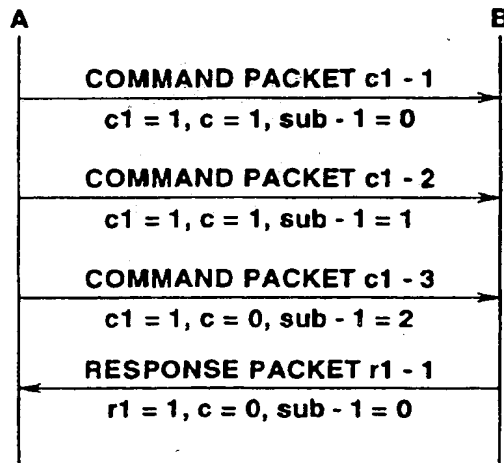 A B
COMMAND PACKET c1 - 1
c1 = 1, c = 1, sub - 1 = 0
COMMAND PACKET c1 - 2
c1 = 1, c = 1, sub - 1 = 1
COMMAND PACKET c1 - 3
c1 = 1, c = 0, sub - 1 = 2
RESPONSE PACKET r1 - 1
r1 = 1, c = 0, sub - 1 = 0